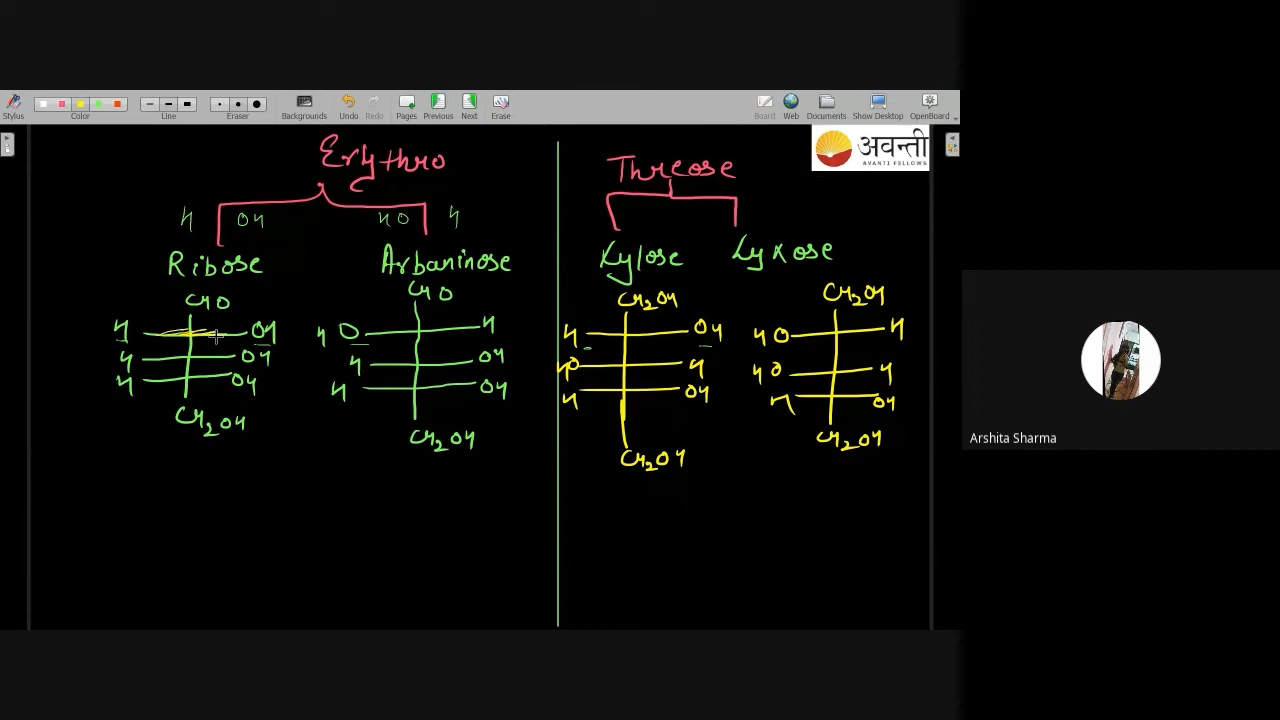 Stylus Color Line Eraser Backgrounds Undo Redo Pages Previous Next Erase Board Web Documents Show Desktop OpenBoard
अवन्ती
AVANTI FELLOWS
Erythro
Threose
H OH
HO H
Ribose
Arbaninose
Xylose
Lyxose
CHO
H OH
H OH
H OH
CH2OH
CHO
HO H
H OH
H OH
CH2OH
CH2OH
H OH
HO H
H OH
CH2OH
CH2OH
HO H
HO H
H OH
CH2OH
Arshita Sharma